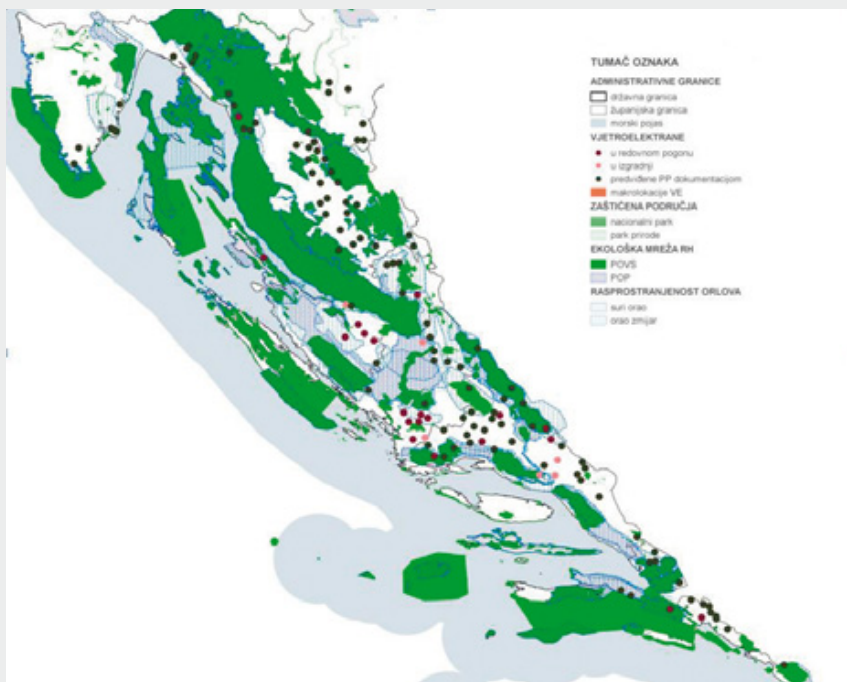 TUMAČ OZNAKA
ADMINISTRATIVNE GRANICE
državna granica
županijska granica
morski pojas
VJETROELEKTRANE
u redovnom pogonu
u izgradnji
predviđene PP dokumentacijom
makrolokacije VE
ZAŠTIĆENA PODRUČJA
nacionalni park
park prirode
EKOLOŠKA MREŽA RH
POVS
POP
RASPROSTRANJENOST ORLOVA
suri orao
orao zmijar